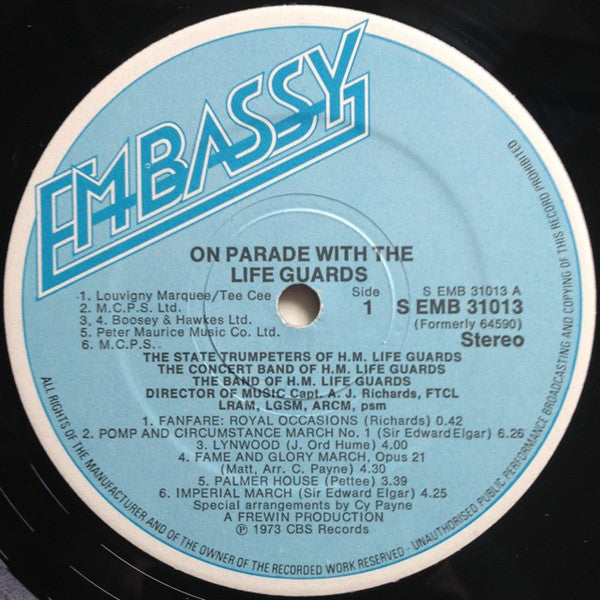 EMBASSY
ON PARADE WITH THE
LIFE GUARDS
1. Louvigny Marquee/Tee Cee
2. M.C.P.S. Ltd.
3, 4. Boosey & Hawkes Ltd.
5. Peter Maurice Music Co. Ltd.
6. M.C.P.S..
Side
1
S EMB 31013 A
S EMB 31013
(Formerly 64590)
Stereo
THE STATE TRUMPETERS OF H.M. LIFE GUARDS
THE CONCERT BAND OF H.M. LIFE GUARDS
THE BAND OF H.M. LIFE GUARDS
DIRECTOR OF MUSIC Capt. A. J. Richards, FTCL
LRAM, LGSM, ARCM, psm
1. FANFARE: ROYAL OCCASIONS (Richards) 0.42
2. POMP AND CIRCUMSTANCE MARCH No. 1 (Sir Edward Elgar) 6.26
3. LYNWOOD (J. Ord Hume) 4.00
4. FAME AND GLORY MARCH, Opus 21
(Matt, Arr. C. Payne) 4.30
5. PALMER HOUSE (Pettee) 3.39
6. IMPERIAL MARCH (Sir Edward Elgar) 4.25
Special arrangements by Cy Payne
A FREWIN PRODUCTION
℗ 1973 CBS Records
ALL RIGHTS OF THE MANUFACTURER AND OF THE OWNER OF THE RECORDED WORK RESERVED - UNAUTHORISED PUBLIC PERFORMANCE BROADCASTING AND COPYING OF THIS RECORD PROHIBITED